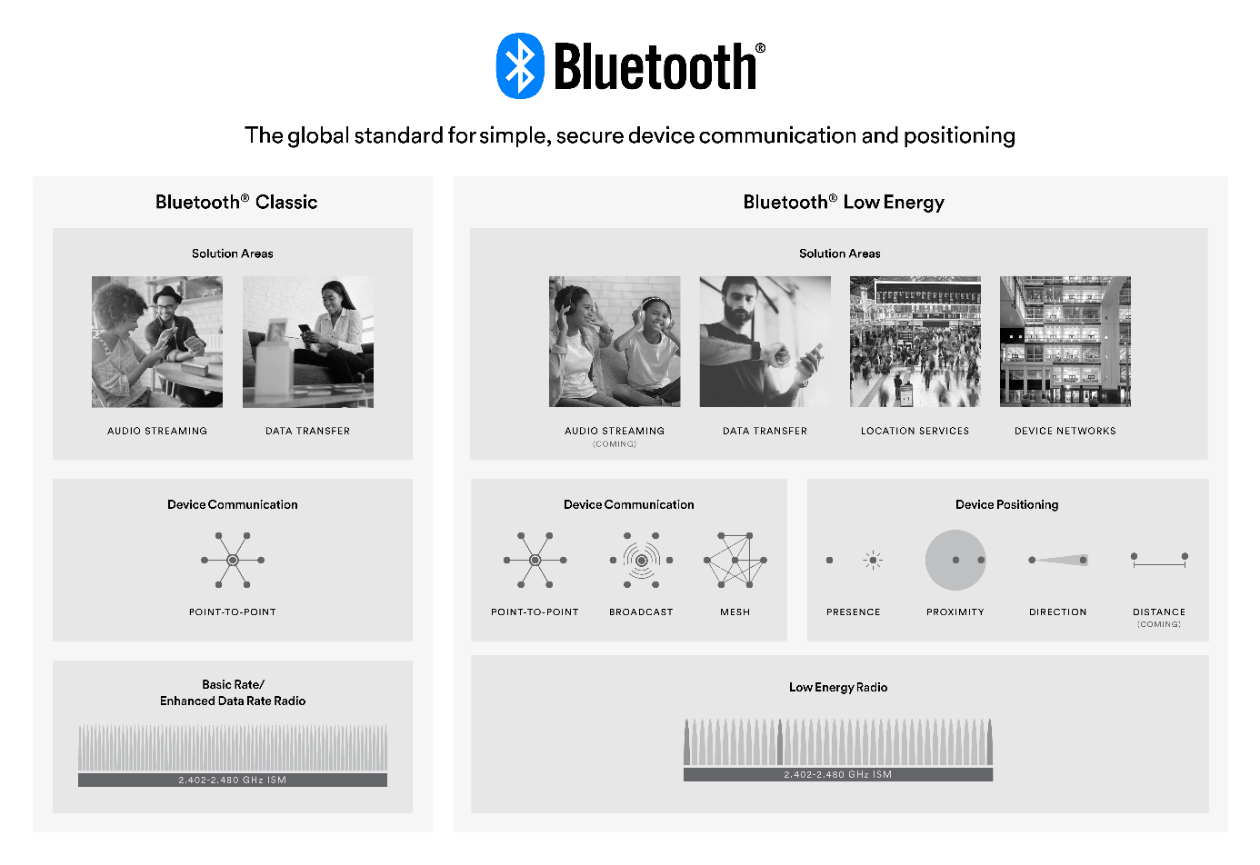 Bluetooth®
The global standard for simple, secure device communication and positioning
Bluetooth® Classic
Solution Areas
AUDIO STREAMING
DATA TRANSFER
Device Communication
POINT-TO-POINT
Basic Rate/
Enhanced Data Rate Radio
2.402-2.480 GHz ISM
Bluetooth® Low Energy
Solution Areas
AUDIO STREAMING
(COMING)
DATA TRANSFER
LOCATION SERVICES
DEVICE NETWORKS
Device Communication
POINT-TO-POINT
BROADCAST
MESH
Device Positioning
PRESENCE
PROXIMITY
DIRECTION
DISTANCE
(COMING)
Low Energy Radio
2.402-2.480 GHz ISM